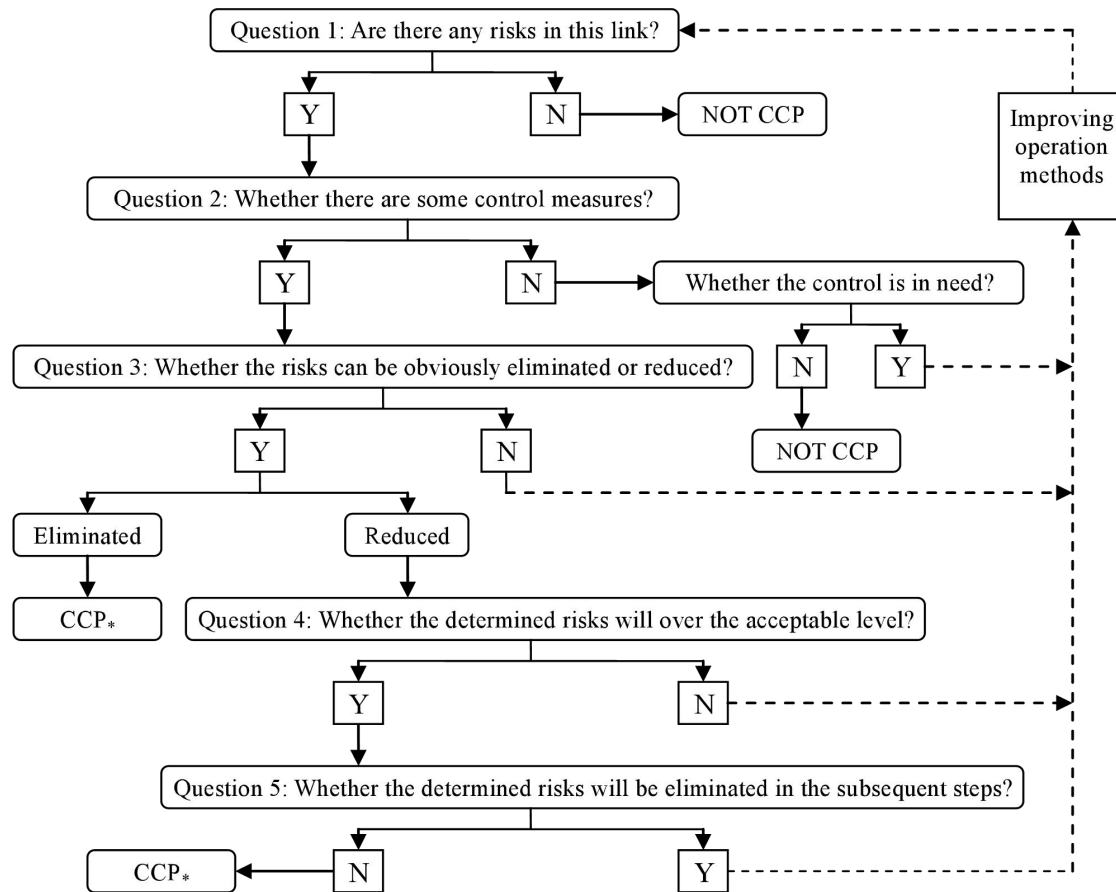 Question 1: Are there any risks in this link?
Y
N
NOT CCP
Improving
operation
methods
Question 2: Whether there are some control measures?
Y
N
Whether the control is in need?
Question 3: Whether the risks can be obviously eliminated or reduced?
N
Y
Y
N
NOT CCP
Eliminated
Reduced
CCP*
Question 4: Whether the determined risks will over the acceptable level?
Y
N
Question 5: Whether the determined risks will be eliminated in the subsequent steps?
CCP*
N
Y